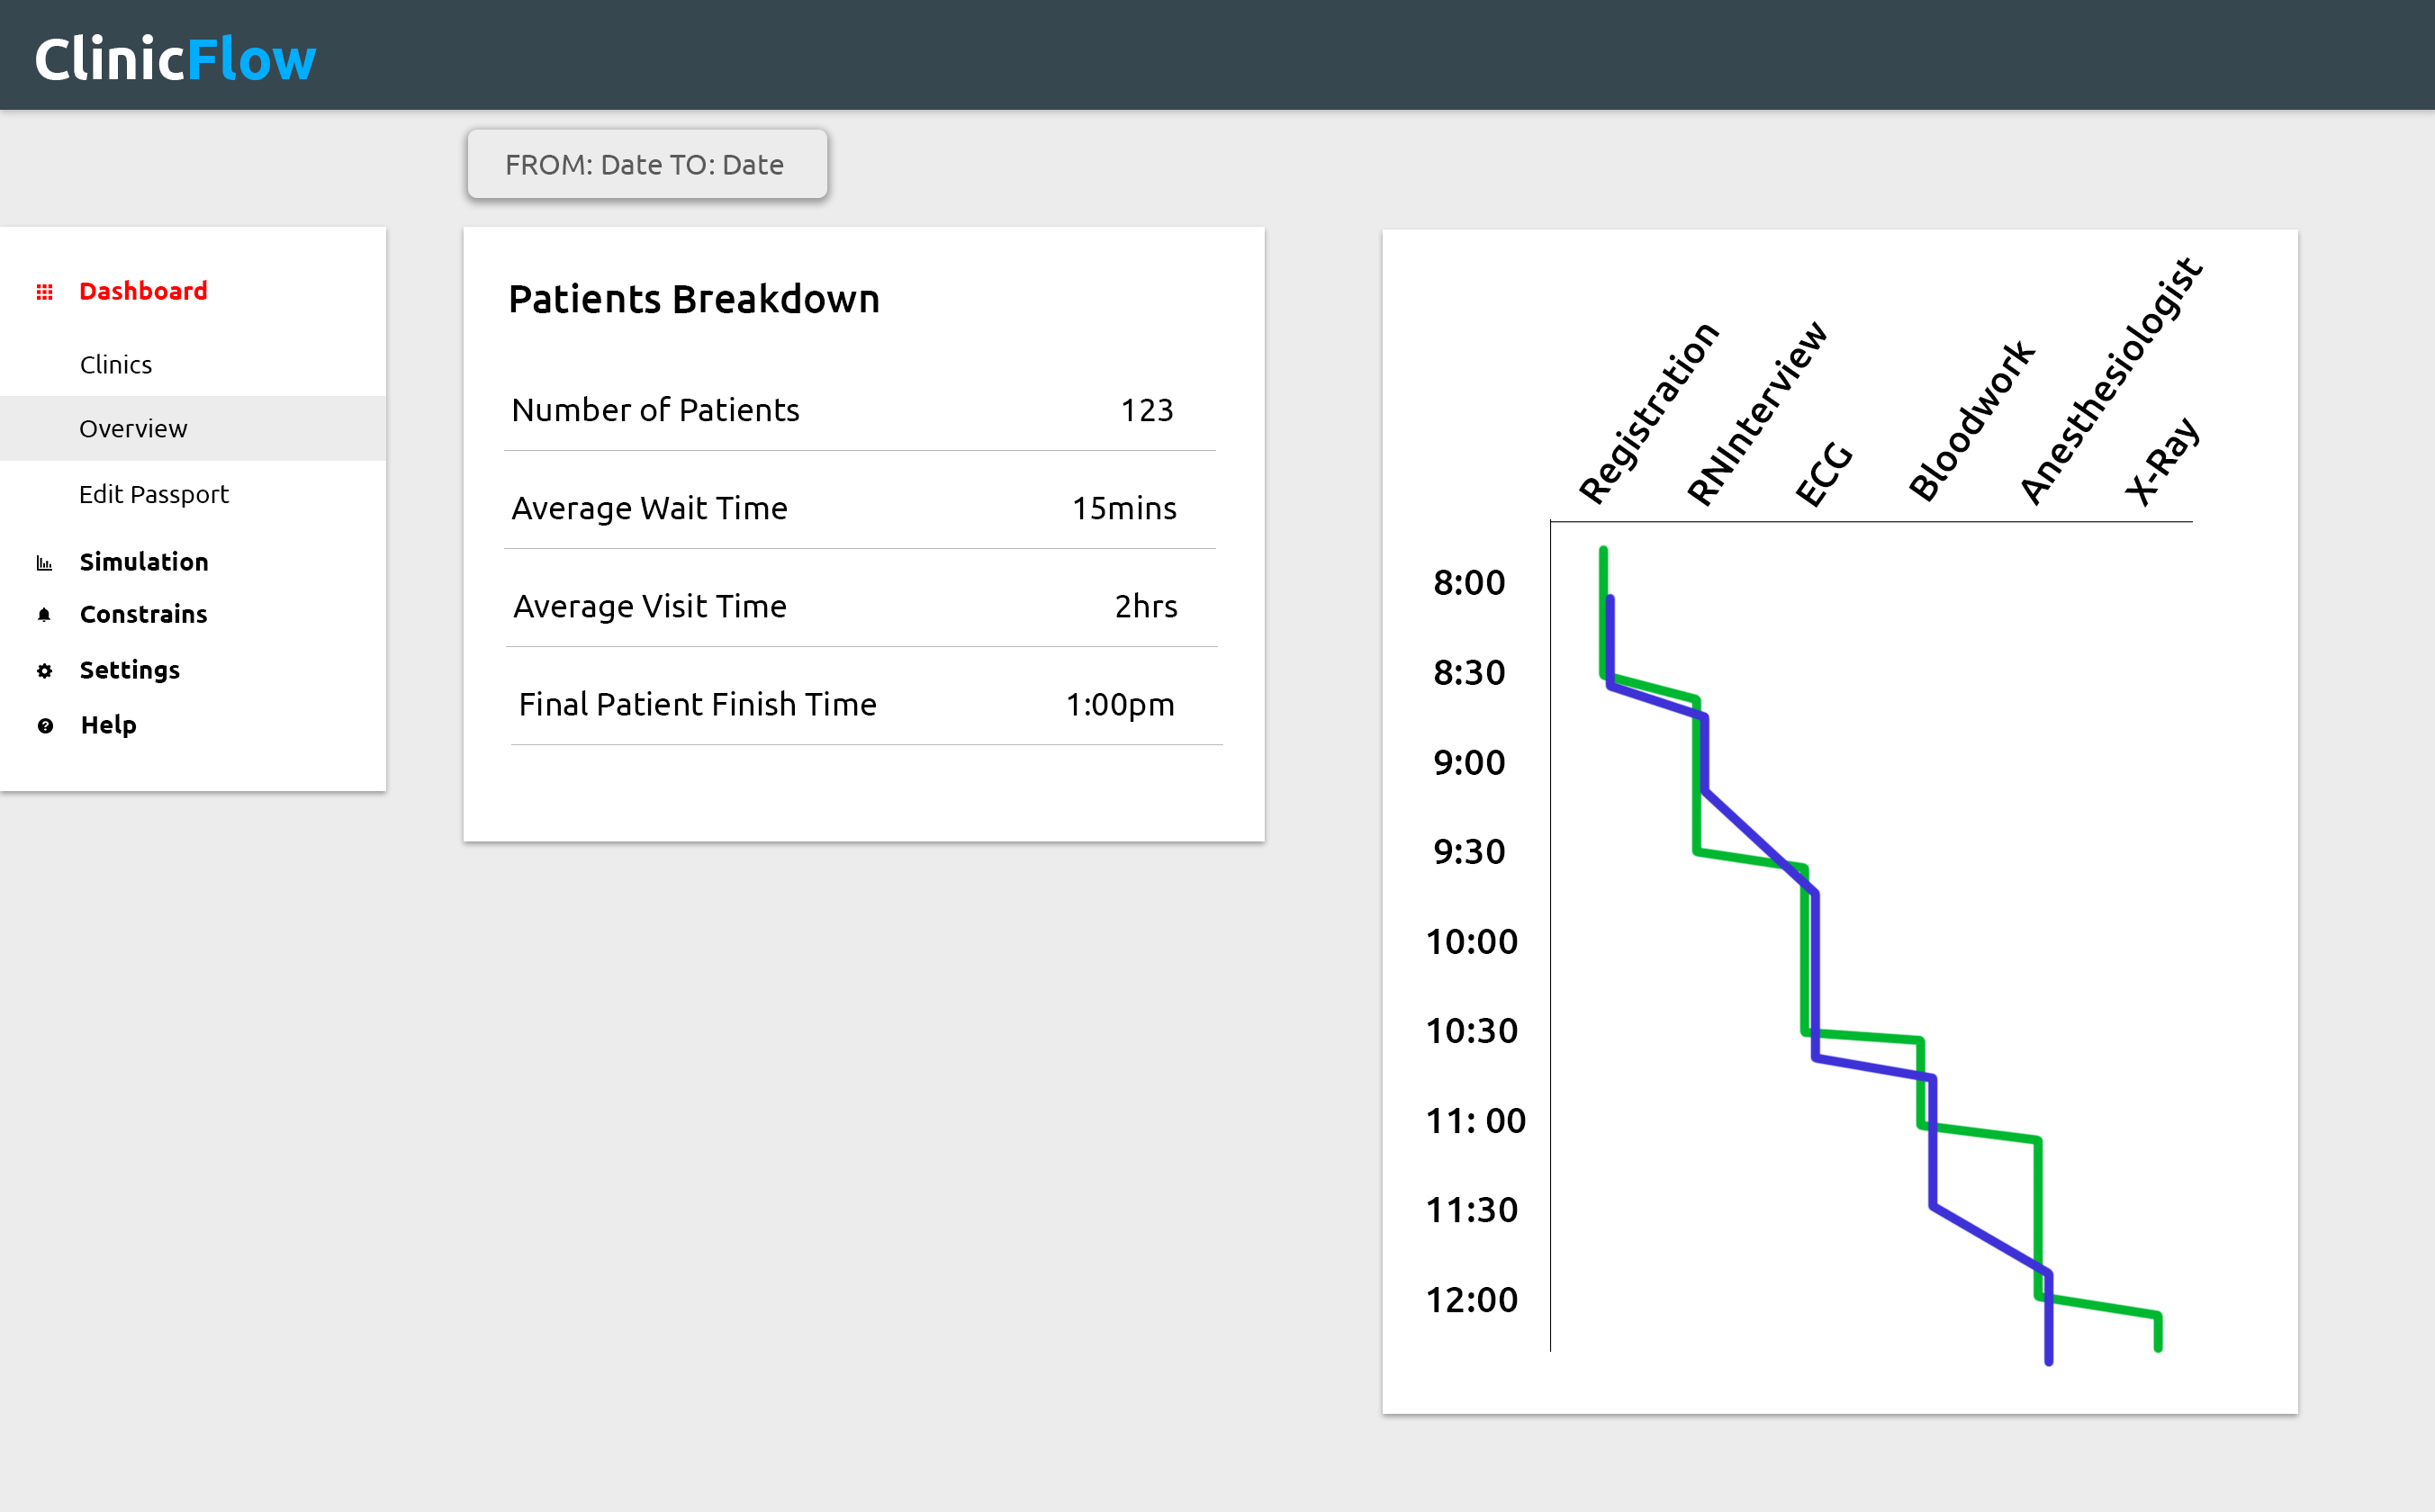 ClinicFlow
FROM: Date TO: Date
Dashboard
Clinics
Overview
Edit Passport
Simulation
Constrains
Settings
Help
Patients Breakdown
Number of Patients 123
Average Wait Time 15mins
Average Visit Time 2hrs
Final Patient Finish Time 1:00pm
Registration
RNInterview
ECG
Bloodwork
Anesthesiologist
X-Ray
8:00
8:30
9:00
9:30
10:00
10:30
11: 00
11:30
12:00